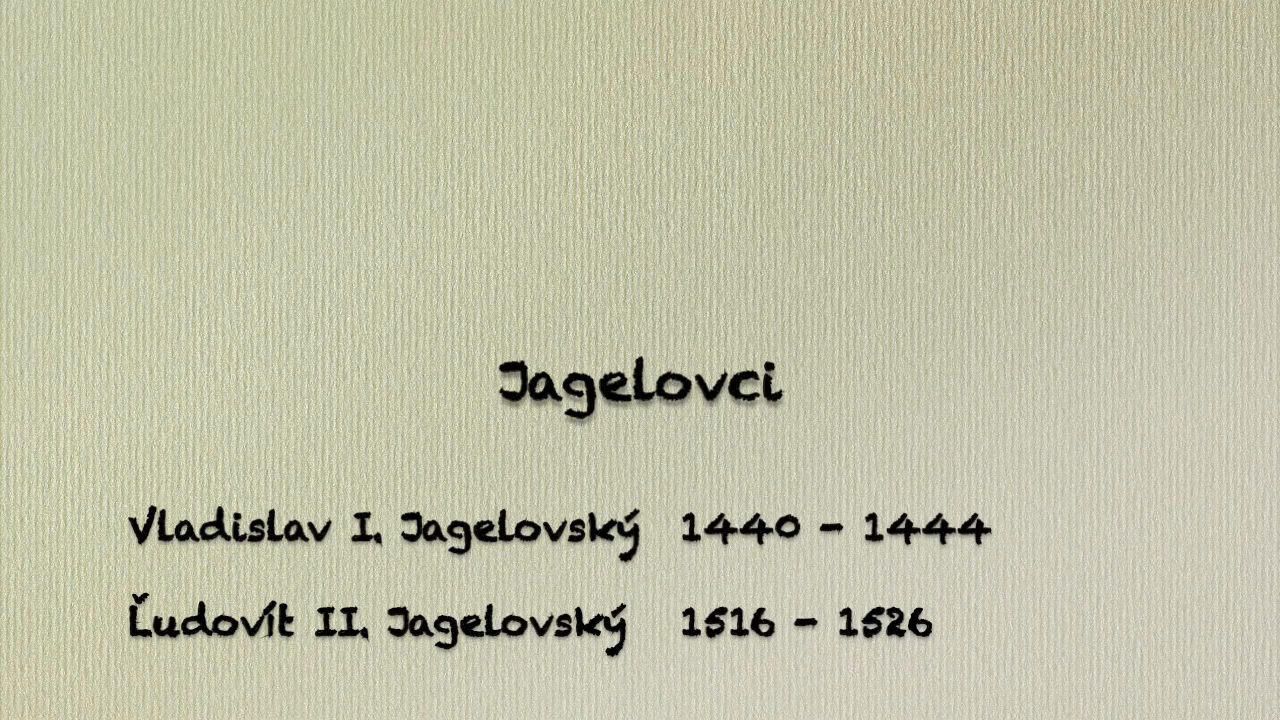 Jagelovci
Vladislav I. Jagelovský 1440 - 1444
Ľudovít II. Jagelovský 1516 - 1526